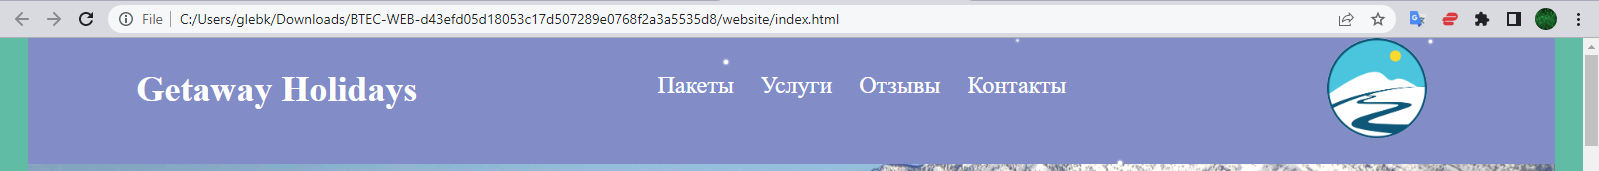 File C:/Users/glebk/Downloads/BTEC-WEB-d43efd05d18053c17d507289e0768f2a3a5535d8/website/index.html
Getaway Holidays Пакеты Услуги Отзывы Контакты